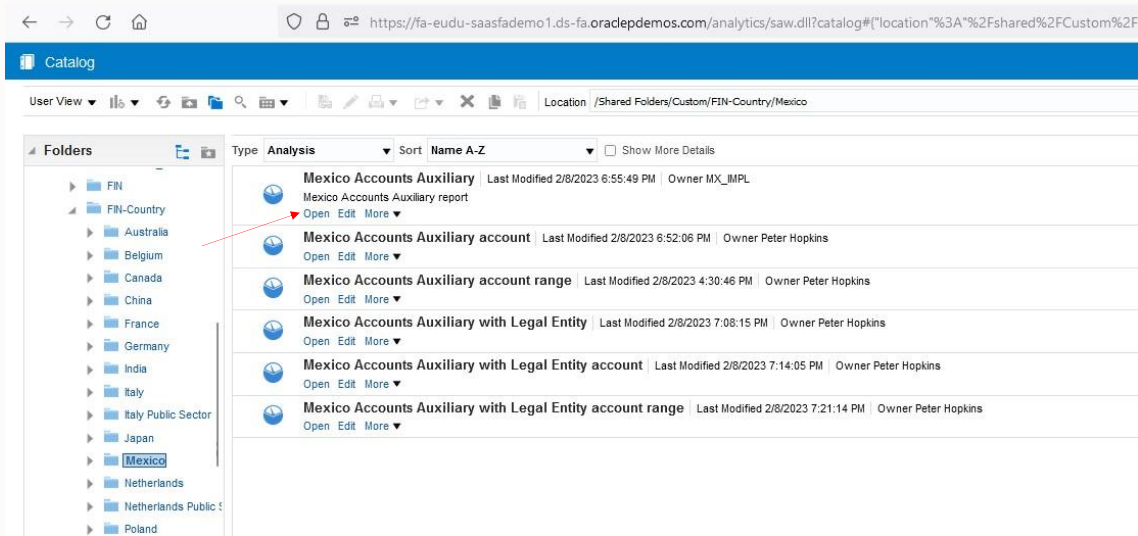 https://fa-eudu-saasfademo1.ds-fa.oraclepdemos.com/analytics/saw.dll?catalog#{"location"%3A"%2Fshared%2FCustom%2F
Catalog
User View
Location /Shared Folders/Custom/FIN-Country/Mexico
Folders
Type Analysis Sort Name A-Z Show More Details
FIN
FIN-Country
Australia
Belgium
Canada
China
France
Germany
India
Italy
Italy Public Sector
Japan
Mexico
Netherlands
Netherlands Public S
Poland
Mexico Accounts Auxiliary Last Modified 2/8/2023 6:55:49 PM Owner MX_IMPL
Mexico Accounts Auxiliary report
Open Edit More
Mexico Accounts Auxiliary account Last Modified 2/8/2023 6:52:06 PM Owner Peter Hopkins
Open Edit More
Mexico Accounts Auxiliary account range Last Modified 2/8/2023 4:30:46 PM Owner Peter Hopkins
Open Edit More
Mexico Accounts Auxiliary with Legal Entity Last Modified 2/8/2023 7:08:15 PM Owner Peter Hopkins
Open Edit More
Mexico Accounts Auxiliary with Legal Entity account Last Modified 2/8/2023 7:14:05 PM Owner Peter Hopkins
Open Edit More
Mexico Accounts Auxiliary with Legal Entity account range Last Modified 2/8/2023 7:21:14 PM Owner Peter Hopkins
Open Edit More